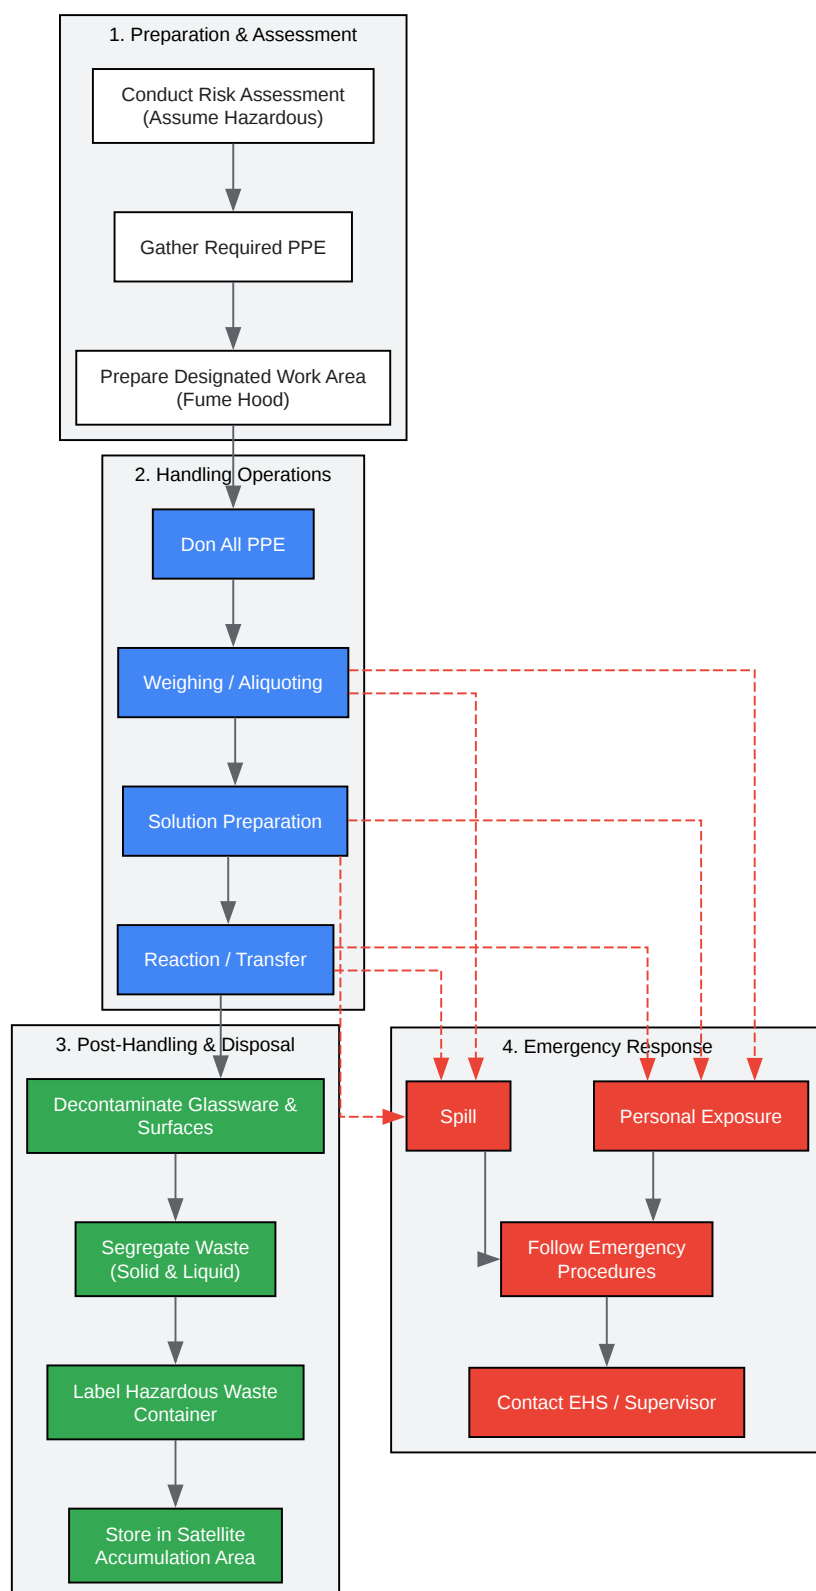 1. Preparation & Assessment
Conduct Risk Assessment
(Assume Hazardous)
Gather Required PPE
Prepare Designated Work Area
(Fume Hood)
2. Handling Operations
Don All PPE
Weighing / Aliquoting
Solution Preparation
Reaction / Transfer
3. Post-Handling & Disposal
Decontaminate Glassware &
Surfaces
Segregate Waste
(Solid & Liquid)
Label Hazardous Waste
Container
Store in Satellite
Accumulation Area
4. Emergency Response
Spill
Personal Exposure
Follow Emergency
Procedures
Contact EHS / Supervisor